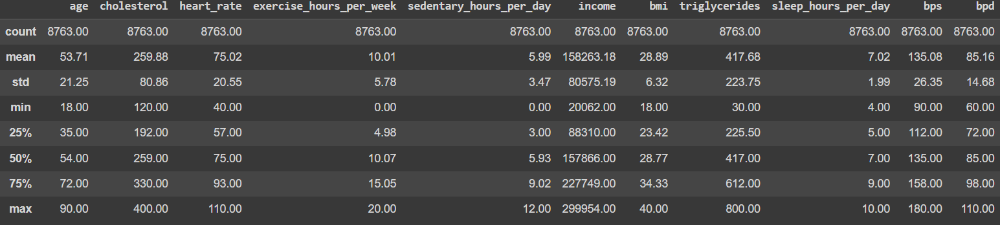 age cholesterol heart_rate exercise_hours_per_week sedentary_hours_per_day income bmi triglycerides sleep_hours_per_day bps bpd
count 8763.00 8763.00 8763.00 8763.00 8763.00 8763.00 8763.00 8763.00 8763.00 8763.00 8763.00
mean 53.71 259.88 75.02 10.01 5.99 158263.18 28.89 417.68 7.02 135.08 85.16
std 21.25 80.86 20.55 5.78 3.47 80575.19 6.32 223.75 1.99 26.35 14.68
min 18.00 120.00 40.00 0.00 0.00 20062.00 18.00 30.00 4.00 90.00 60.00
25% 35.00 192.00 57.00 4.98 3.00 88310.00 23.42 225.50 5.00 112.00 72.00
50% 54.00 259.00 75.00 10.07 5.93 157866.00 28.77 417.00 7.00 135.00 85.00
75% 72.00 330.00 93.00 15.05 9.02 227749.00 34.33 612.00 9.00 158.00 98.00
max 90.00 400.00 110.00 20.00 12.00 299954.00 40.00 800.00 10.00 180.00 110.00